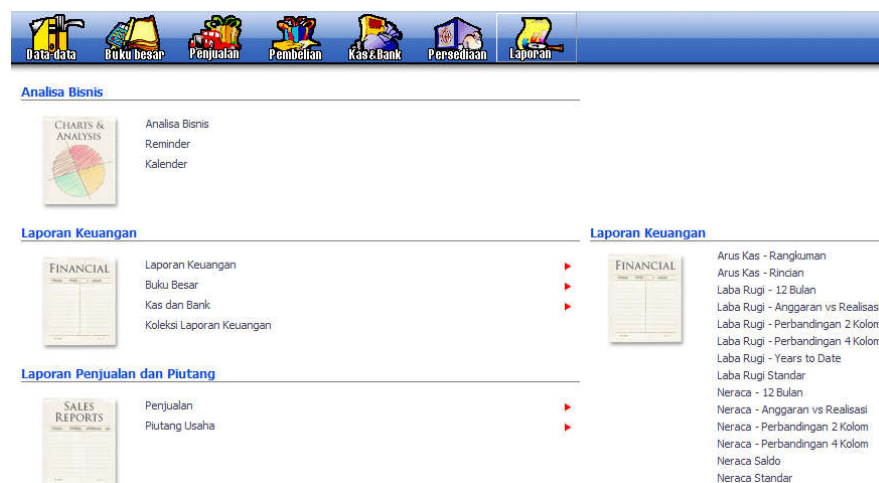 Data-data Buku besar Penjualan Pembelian Kas&Bank Persediaan Laporan
Analisa Bisnis
CHARTS &
ANALYSIS
Analisa Bisnis
Reminder
Kalender
Laporan Keuangan
FINANCIAL
Laporan Keuangan
Buku Besar
Kas dan Bank
Koleksi Laporan Keuangan
Laporan Penjualan dan Piutang
SALES
REPORTS
Penjualan
Piutang Usaha
Laporan Keuangan
FINANCIAL
Arus Kas - Rangkuman
Arus Kas - Rincian
Laba Rugi - 12 Bulan
Laba Rugi - Anggaran vs Realisasi
Laba Rugi - Perbandingan 2 Kolom
Laba Rugi - Perbandingan 4 Kolom
Laba Rugi - Years to Date
Laba Rugi Standar
Neraca - 12 Bulan
Neraca - Anggaran vs Realisasi
Neraca - Perbandingan 2 Kolom
Neraca - Perbandingan 4 Kolom
Neraca Saldo
Neraca Standar